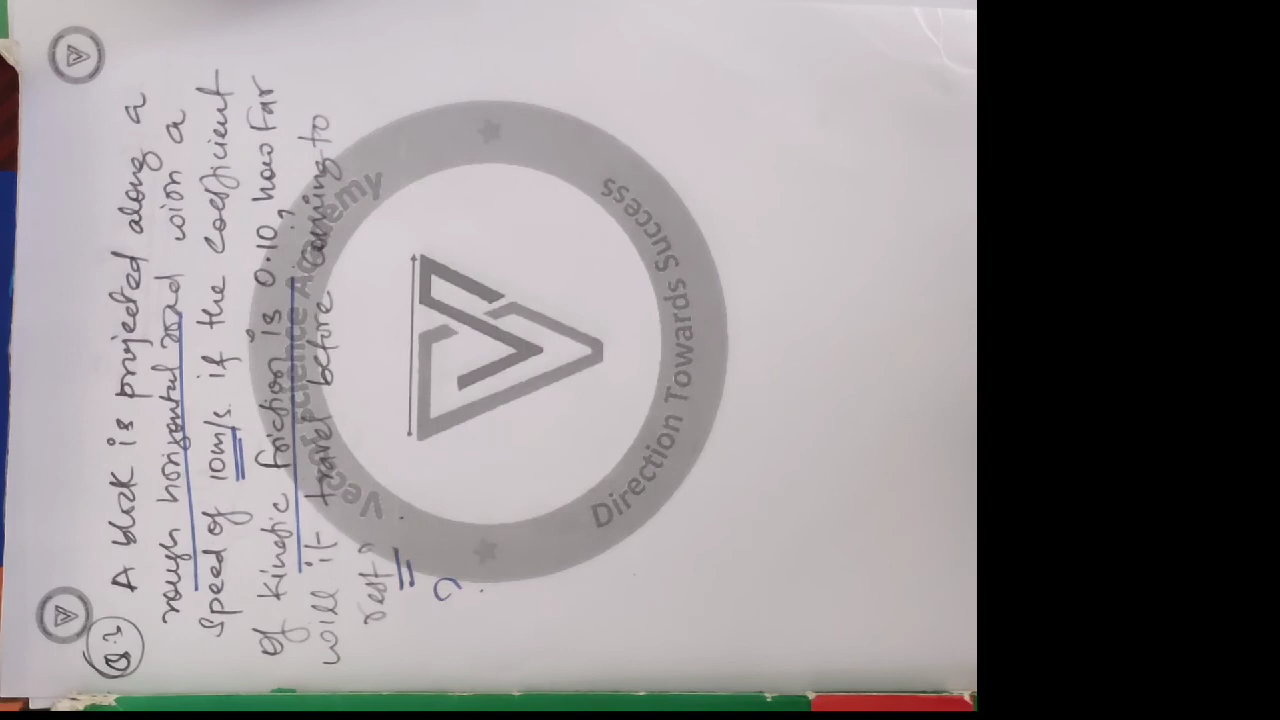 Q.3 A block is projected along a
rough horizontal road with a
speed of 10m/s. if the coefficient
of kinetic friction is 0.10, how far
will it travel before coming to
rest?
?
Vector Science Academy
Direction Towards Success